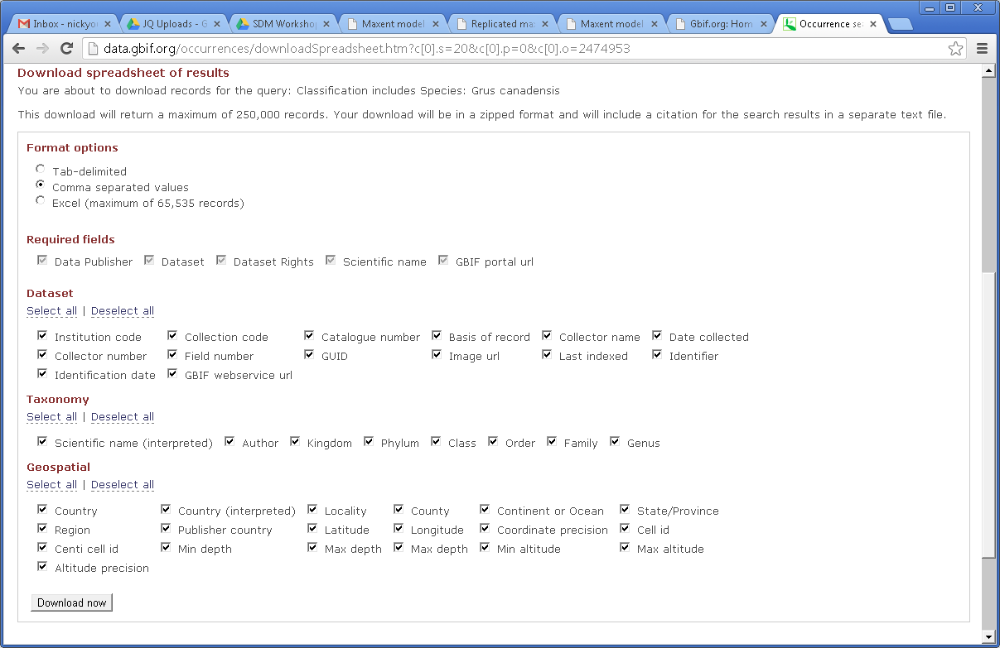 Inbox - nickyo
JQ Uploads - G
SDM Workshop
Maxent model
Replicated ma
Maxent model
Gbif.org: Hom
Occurrence se
data.gbif.org/occurrences/downloadSpreadsheet.htm?c[0].s=20&c[0].p=0&c[0].o=2474953
Download spreadsheet of results
You are about to download records for the query: Classification includes Species: Grus canadensis
This download will return a maximum of 250,000 records. Your download will be in a zipped format and will include a citation for the search results in a separate text file.
Format options
Tab-delimited
Comma separated values
Excel (maximum of 65,535 records)
Required fields
Data Publisher Dataset Dataset Rights Scientific name GBIF portal url
Dataset
Select all | Deselect all
Institution code Collection code Catalogue number Basis of record Collector name Date collected
Collector number Field number GUID Image url Last indexed Identifier
Identification date GBIF webservice url
Taxonomy
Select all | Deselect all
Scientific name (interpreted) Author Kingdom Phylum Class Order Family Genus
Geospatial
Select all | Deselect all
Country Country (interpreted) Locality County Continent or Ocean State/Province
Region Publisher country Latitude Longitude Coordinate precision Cell id
Centi cell id Min depth Max depth Max depth Min altitude Max altitude
Altitude precision
Download now